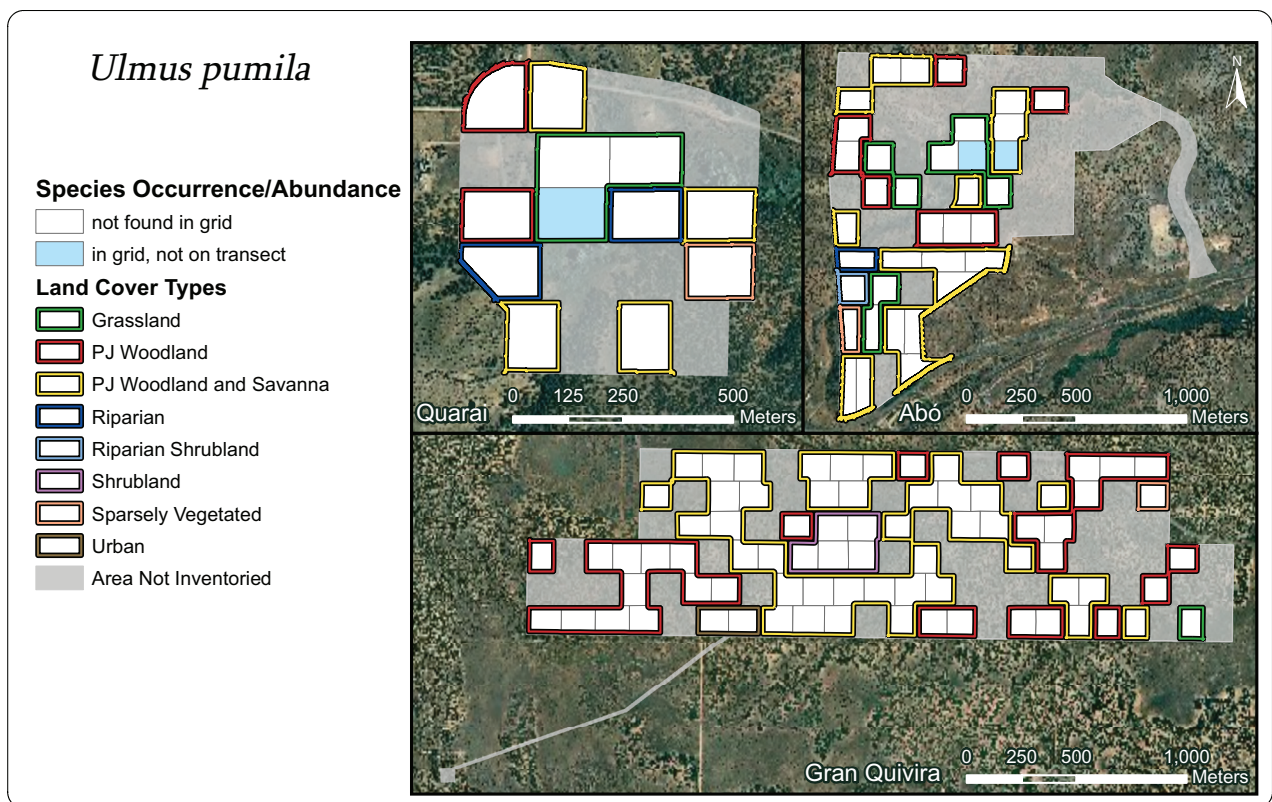 Ulmus pumila
Species Occurrence/Abundance
not found in grid
in grid, not on transect
Land Cover Types
Grassland
PJ Woodland
PJ Woodland and Savanna
Riparian
Riparian Shrubland
Shrubland
Sparsely Vegetated
Urban
Area Not Inventoried
0 125 250 500
Quarai
Meters
N
0 250 500 1,000
Abó
Meters
0 250 500 1,000
Gran Quivira
Meters